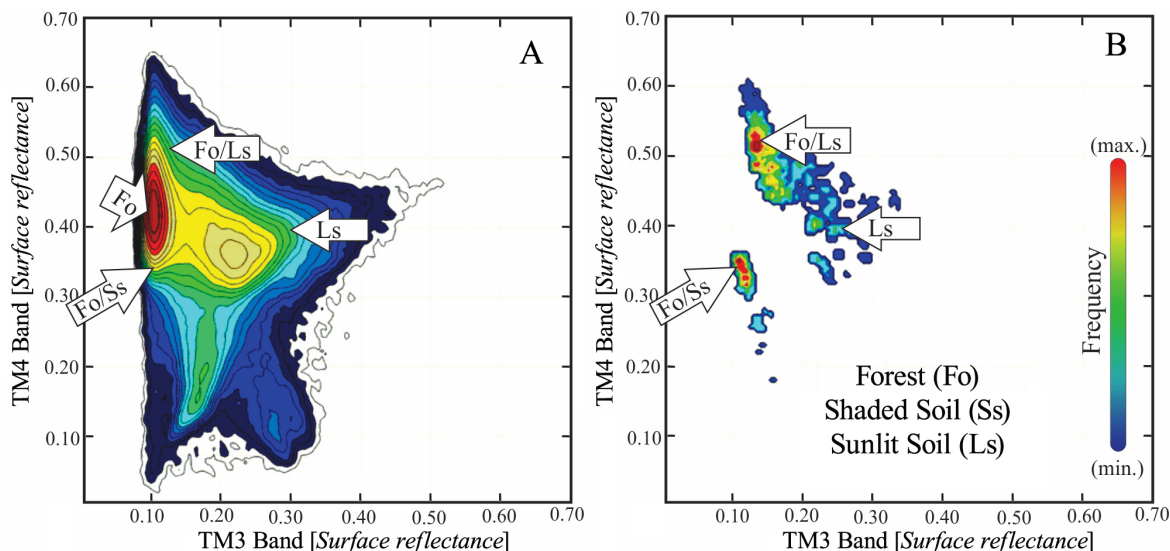 A
0.70
0.60
0.50
0.40
0.30
0.20
0.10
TM4 Band [Surface reflectance]
Fo/Ls
Fo
Ls
Fo/Ss
0.10 0.20 0.30 0.40 0.50 0.60 0.70
TM3 Band [Surface reflectance]
B
0.70
0.60
0.50
0.40
0.30
0.20
0.10
TM4 Band [Surface reflectance]
Fo/Ls
Ls
Fo/Ss
Forest (Fo)
Shaded Soil (Ss)
Sunlit Soil (Ls)
(max.)
Frequency
(min.)
0.10 0.20 0.30 0.40 0.50 0.60 0.70
TM3 Band [Surface reflectance]